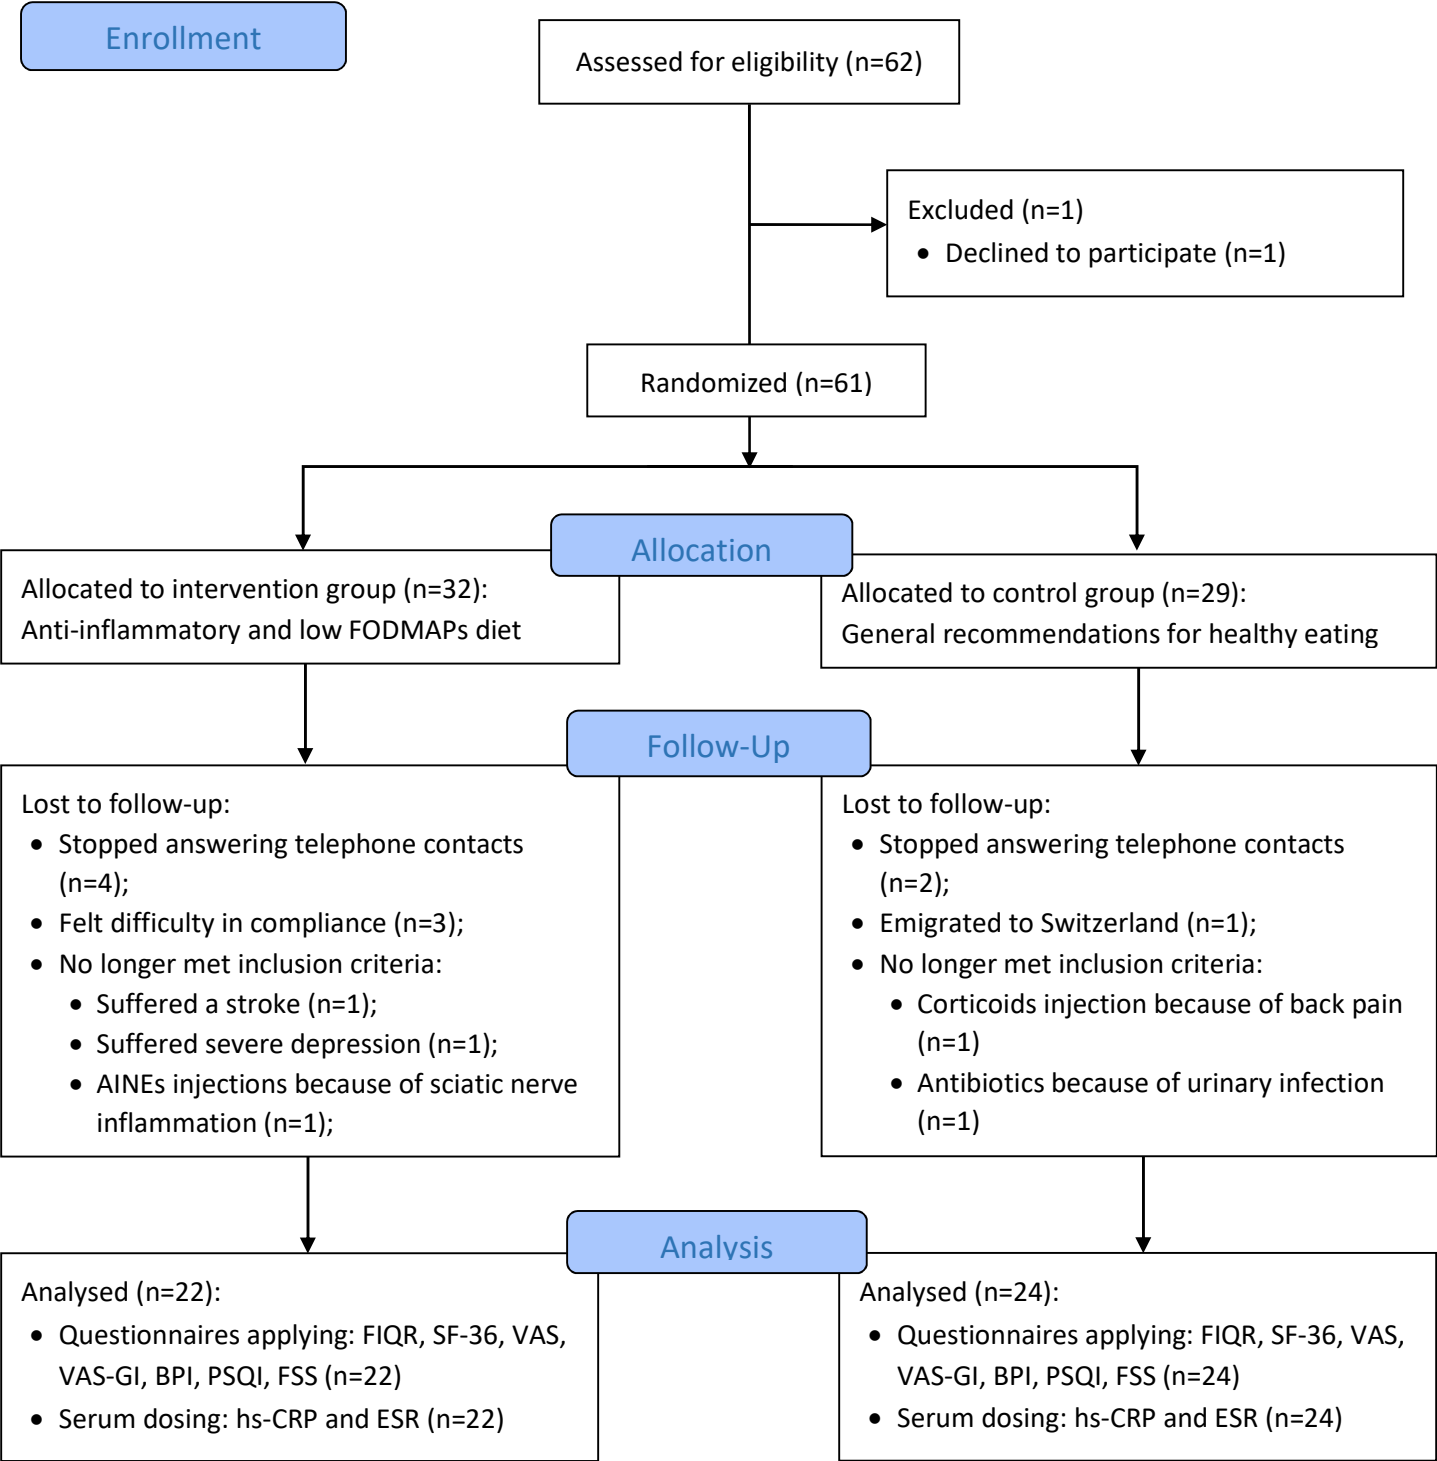 Enrollment
Assessed for eligibility (n=62)
Excluded (n=1)
• Declined to participate (n=1)
Randomized (n=61)
Allocation
Allocated to intervention group (n=32):
Anti-inflammatory and low FODMAPs diet
Allocated to control group (n=29):
General recommendations for healthy eating
Follow-Up
Lost to follow-up:
• Stopped answering telephone contacts
(n=4);
• Felt difficulty in compliance (n=3);
• No longer met inclusion criteria:
• Suffered a stroke (n=1);
• Suffered severe depression (n=1);
• AINEs injections because of sciatic nerve
inflammation (n=1);
Lost to follow-up:
• Stopped answering telephone contacts
(n=2);
• Emigrated to Switzerland (n=1);
• No longer met inclusion criteria:
• Corticoids injection because of back pain
(n=1)
• Antibiotics because of urinary infection
(n=1)
Analysis
Analysed (n=22):
• Questionnaires applying: FIQR, SF-36, VAS,
VAS-GI, BPI, PSQI, FSS (n=22)
• Serum dosing: hs-CRP and ESR (n=22)
Analysed (n=24):
• Questionnaires applying: FIQR, SF-36, VAS,
VAS-GI, BPI, PSQI, FSS (n=24)
• Serum dosing: hs-CRP and ESR (n=24)